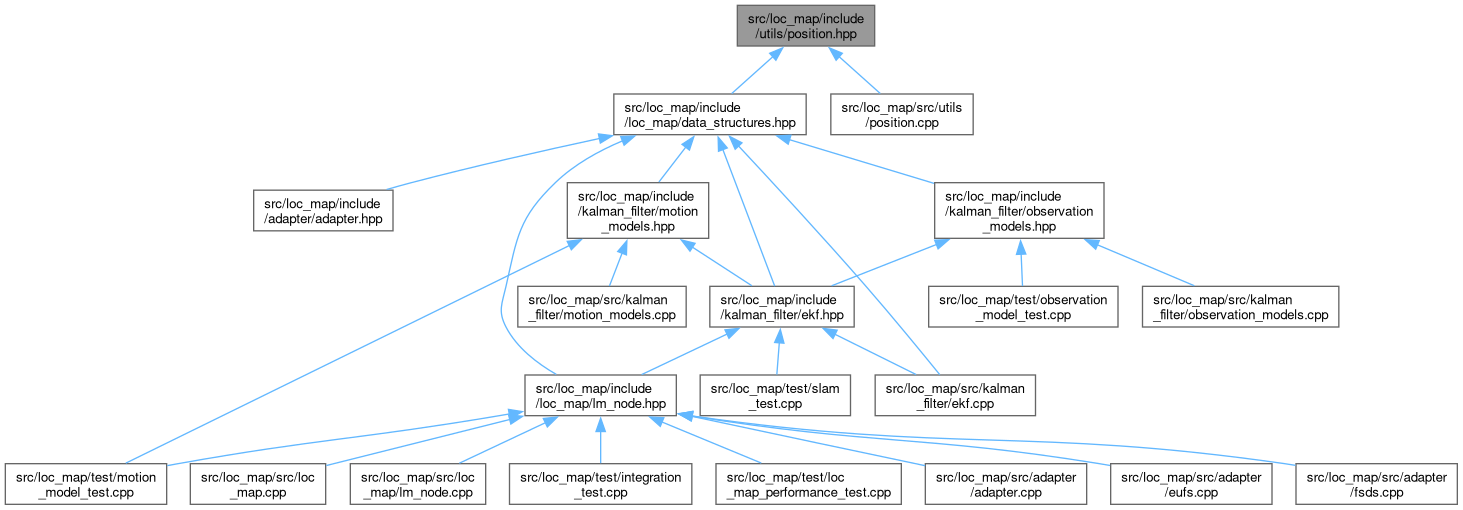 src/loc_map/include
/utils/position.hpp
src/loc_map/include
/loc_map/data_structures.hpp
src/loc_map/src/utils
/position.cpp
src/loc_map/include
/adapter/adapter.hpp
src/loc_map/include
/kalman_filter/motion
_models.hpp
src/loc_map/include
/kalman_filter/observation
_models.hpp
src/loc_map/src/kalman
_filter/motion_models.cpp
src/loc_map/include
/kalman_filter/ekf.hpp
src/loc_map/test/observation
_model_test.cpp
src/loc_map/src/kalman
_filter/observation_models.cpp
src/loc_map/include
/loc_map/lm_node.hpp
src/loc_map/test/slam
_test.cpp
src/loc_map/src/kalman
_filter/ekf.cpp
src/loc_map/test/motion
_model_test.cpp
src/loc_map/src/loc
_map.cpp
src/loc_map/src/loc
_map/lm_node.cpp
src/loc_map/test/integration
_test.cpp
src/loc_map/test/loc
_map_performance_test.cpp
src/loc_map/src/adapter
/adapter.cpp
src/loc_map/src/adapter
/eufs.cpp
src/loc_map/src/adapter
/fsds.cpp